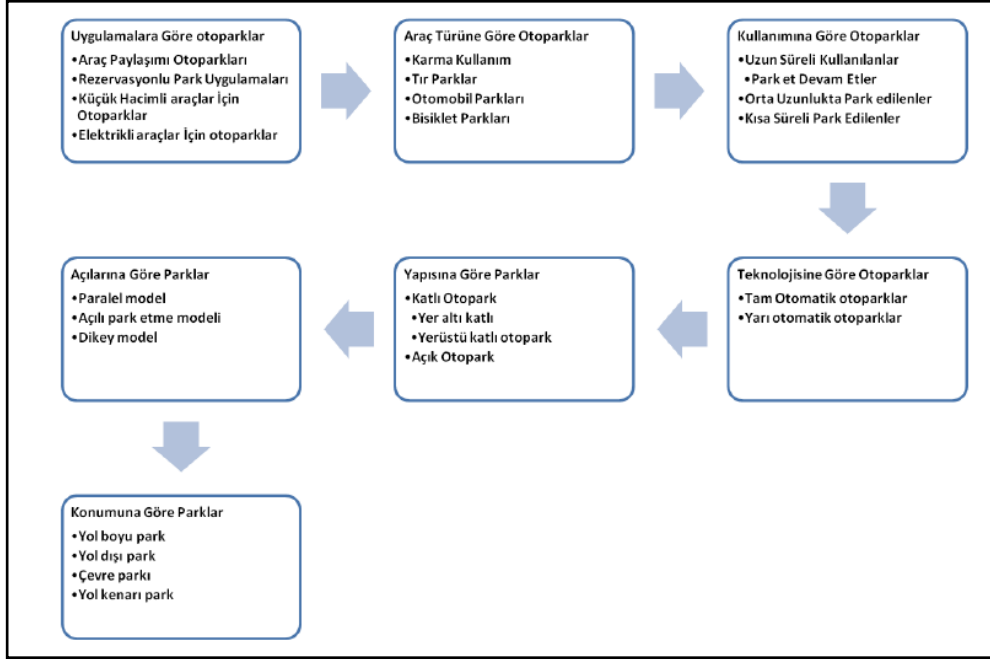 Uygulamalara Göre otoparklar
•Araç Paylaşımı Otoparkları
•Rezervasyonlu Park Uygulamaları
•Küçük Hacimli araçlar İçin
Otoparklar
•Elektrikli araçlar İçin otoparklar
Araç Türüne Göre Otoparklar
•Karma Kullanım
•Tır Parklar
•Otomobil Parkları
•Bisiklet Parkları
Kullanımına Göre Otoparklar
•Uzun Süreli Kullanılanlar
•Park et Devam Etler
•Orta Uzunlukta Park edilenler
•Kısa Süreli Park Edilenler
Teknolojisine Göre Otoparklar
•Tam Otomatik otoparklar
•Yarı otomatik otoparklar
Yapısına Göre Parklar
•Katlı Otopark
•Yer altı katlı
•Yerüstü katlı otopark
•Açık Otopark
Açılarına Göre Parklar
•Paralel model
•Açılı park etme modeli
•Dikey model
Konumuna Göre Parklar
•Yol boyu park
•Yol dışı park
•Çevre parkı
•Yol kenarı park